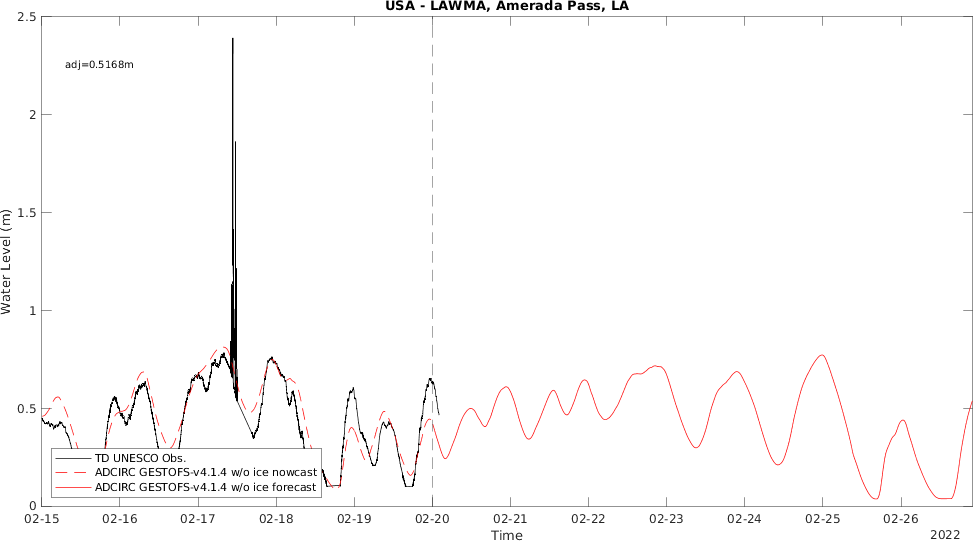 USA - LAWMA, Amerada Pass, LA
2.5
adj=0.5168m
2
1.5
Water Level (m)
1
0.5
TD UNESCO Obs.
ADCIRC GESTOFS-v4.1.4 w/o ice nowcast
ADCIRC GESTOFS-v4.1.4 w/o ice forecast
0
02-15 02-16 02-17 02-18 02-19 02-20 02-21 02-22 02-23 02-24 02-25 02-26
Time
2022